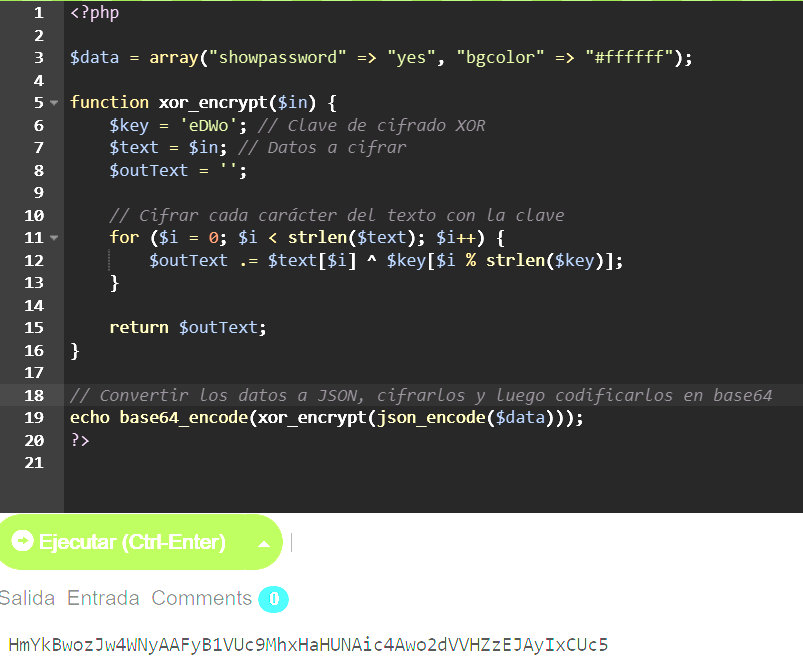 1 <?php
2
3 $data = array("showpassword" => "yes", "bgcolor" => "#ffffff");
4
5 function xor_encrypt($in) {
6     $key = 'eDWo'; // Clave de cifrado XOR
7     $text = $in; // Datos a cifrar
8     $outText = '';
9
10     // Cifrar cada carácter del texto con la clave
11     for ($i = 0; $i < strlen($text); $i++) {
12         $outText .= $text[$i] ^ $key[$i % strlen($key)];
13     }
14
15     return $outText;
16 }
17
18 // Convertir los datos a JSON, cifrarlos y luego codificarlos en base64
19 echo base64_encode(xor_encrypt(json_encode($data)));
20 ?>
21
Ejecutar (Ctrl-Enter)
Salida Entrada Comments 0
HmYkBwozJw4WNyAAFyB1VUc9MhxHaHUNAic4Awo2dVVHZzEJAyIxCUc5